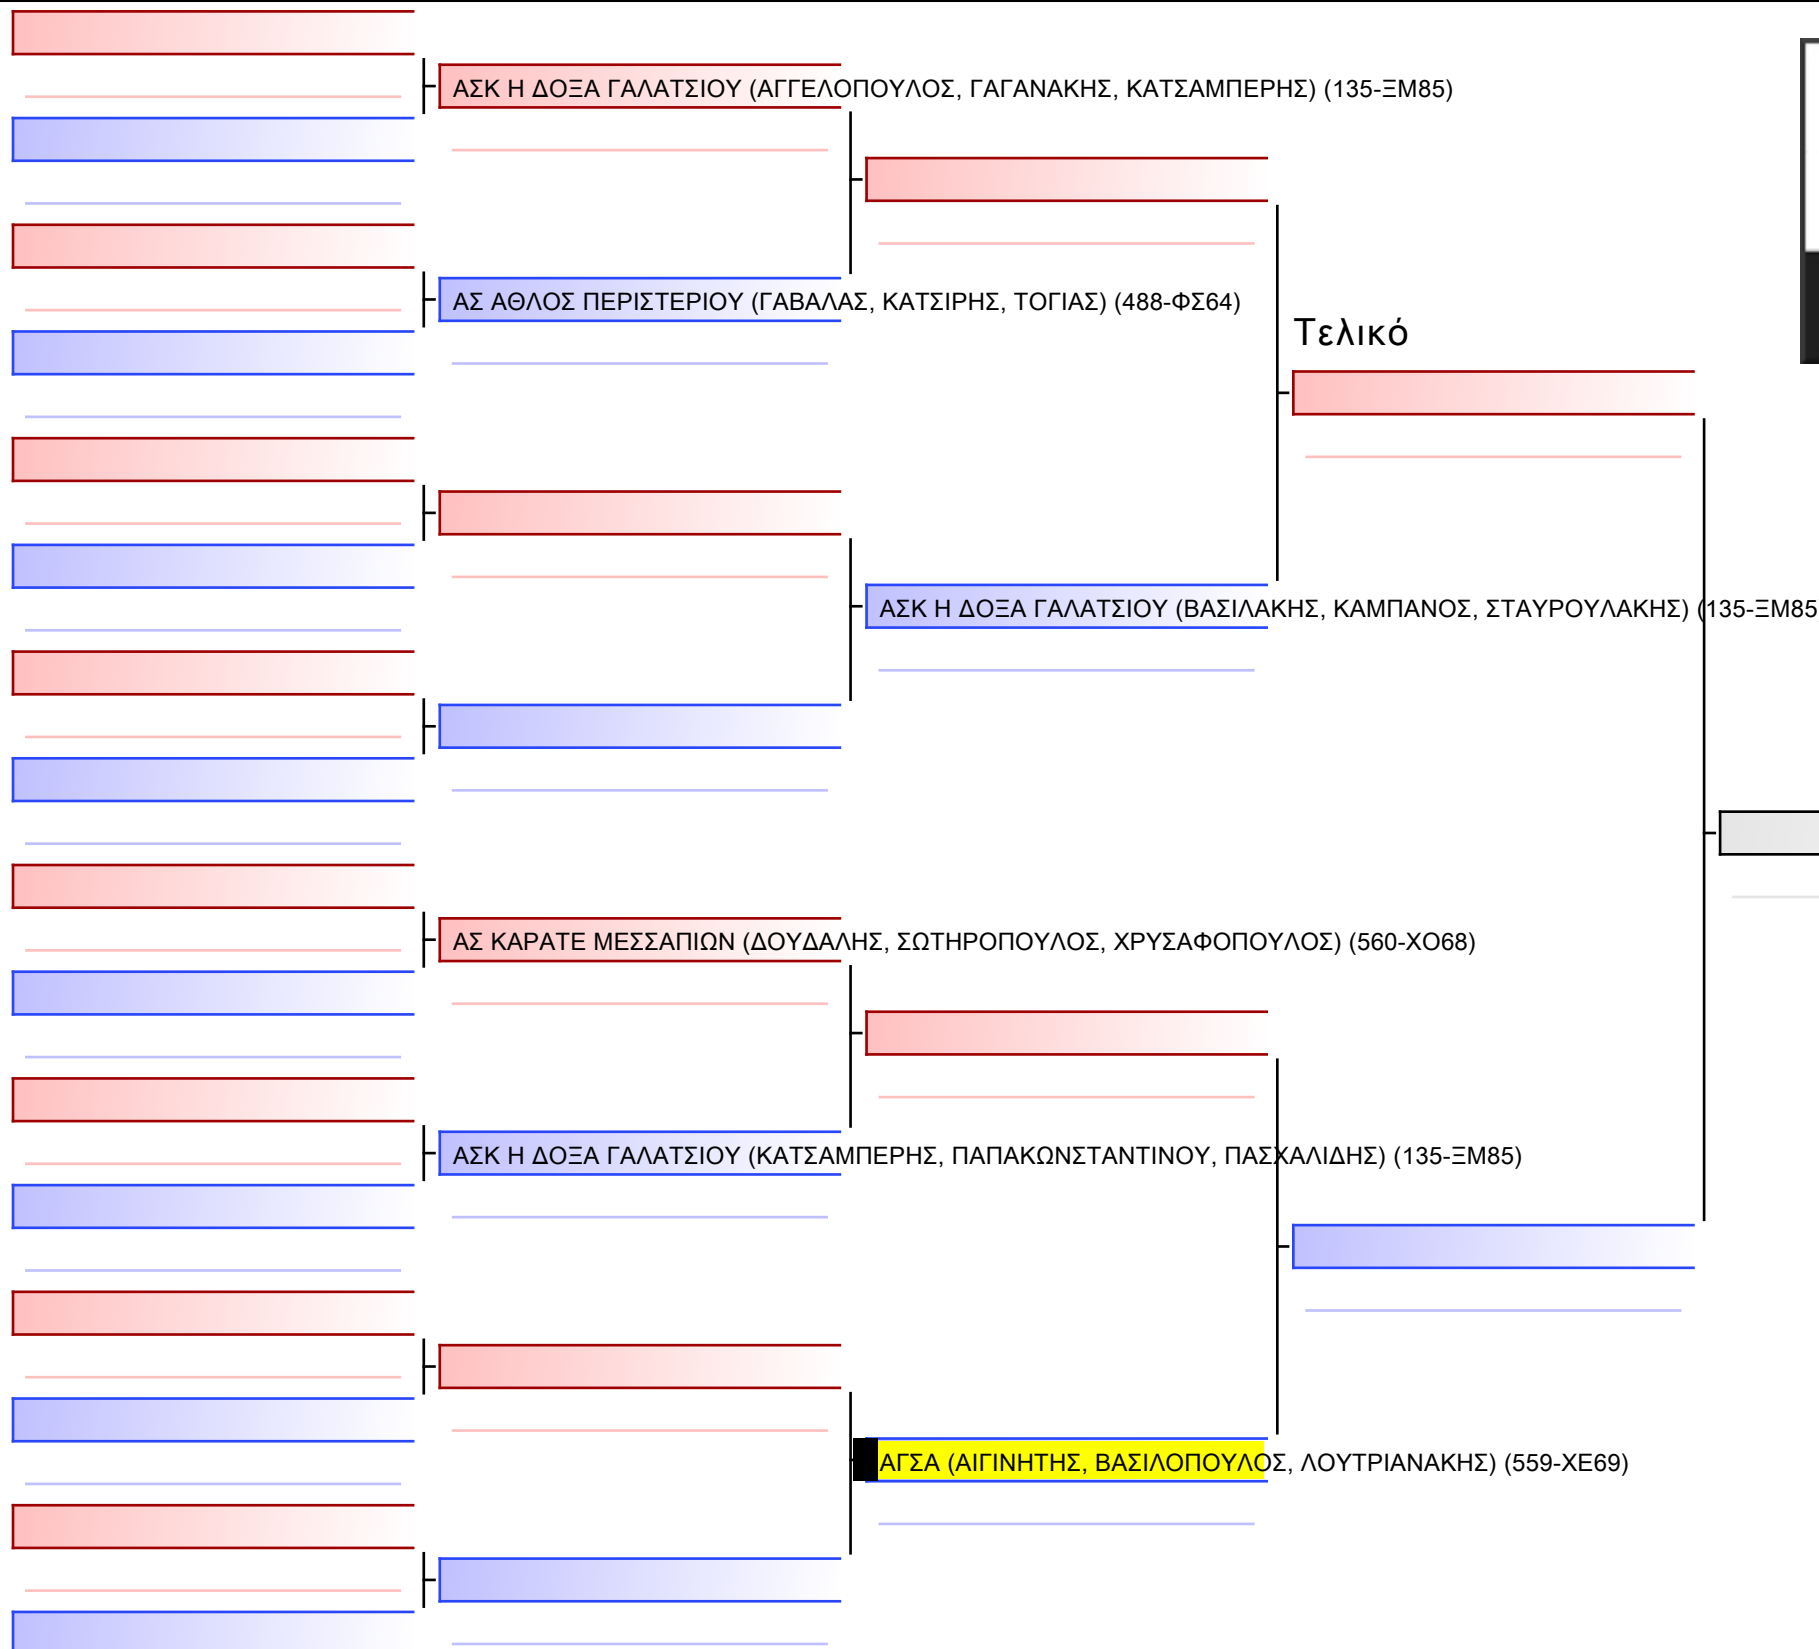 ΑΣΚ Η ΔΟΞΑ ΓΑΛΑΤΣΙΟΥ (ΑΓΓΕΛΟΠΟΥΛΟΣ, ΓΑΓΑΝΑΚΗΣ, ΚΑΤΣΑΜΠΕΡΗΣ) (135-ΞΜ85)
ΑΣ ΑΘΛΟΣ ΠΕΡΙΣΤΕΡΙΟΥ (ΓΑΒΑΛΑΣ, ΚΑΤΣΙΡΗΣ, ΤΟΓΙΑΣ) (488-ΦΣ64)
Τελικό
ΑΣΚ Η ΔΟΞΑ ΓΑΛΑΤΣΙΟΥ (ΒΑΣΙΛΑΚΗΣ, ΚΑΜΠΑΝΟΣ, ΣΤΑΥΡΟΥΛΑΚΗΣ) (135-ΞΜ85
ΑΣ ΚΑΡΑΤΕ ΜΕΣΣΑΠΙΩΝ (ΔΟΥΔΑΛΗΣ, ΣΩΤΗΡΟΠΟΥΛΟΣ, ΧΡΥΣΑΦΟΠΟΥΛΟΣ) (560-ΧΟ68)
ΑΣΚ Η ΔΟΞΑ ΓΑΛΑΤΣΙΟΥ (ΚΑΤΣΑΜΠΕΡΗΣ, ΠΑΠΑΚΩΝΣΤΑΝΤΙΝΟΥ, ΠΑΣΧΑΛΙΔΗΣ) (135-ΞΜ85)
ΑΓΣΑ (ΑΙΓΙΝΗΤΗΣ, ΒΑΣΙΛΟΠΟΥΛΟΣ, ΛΟΥΤΡΙΑΝΑΚΗΣ) (559-ΧΕ69)